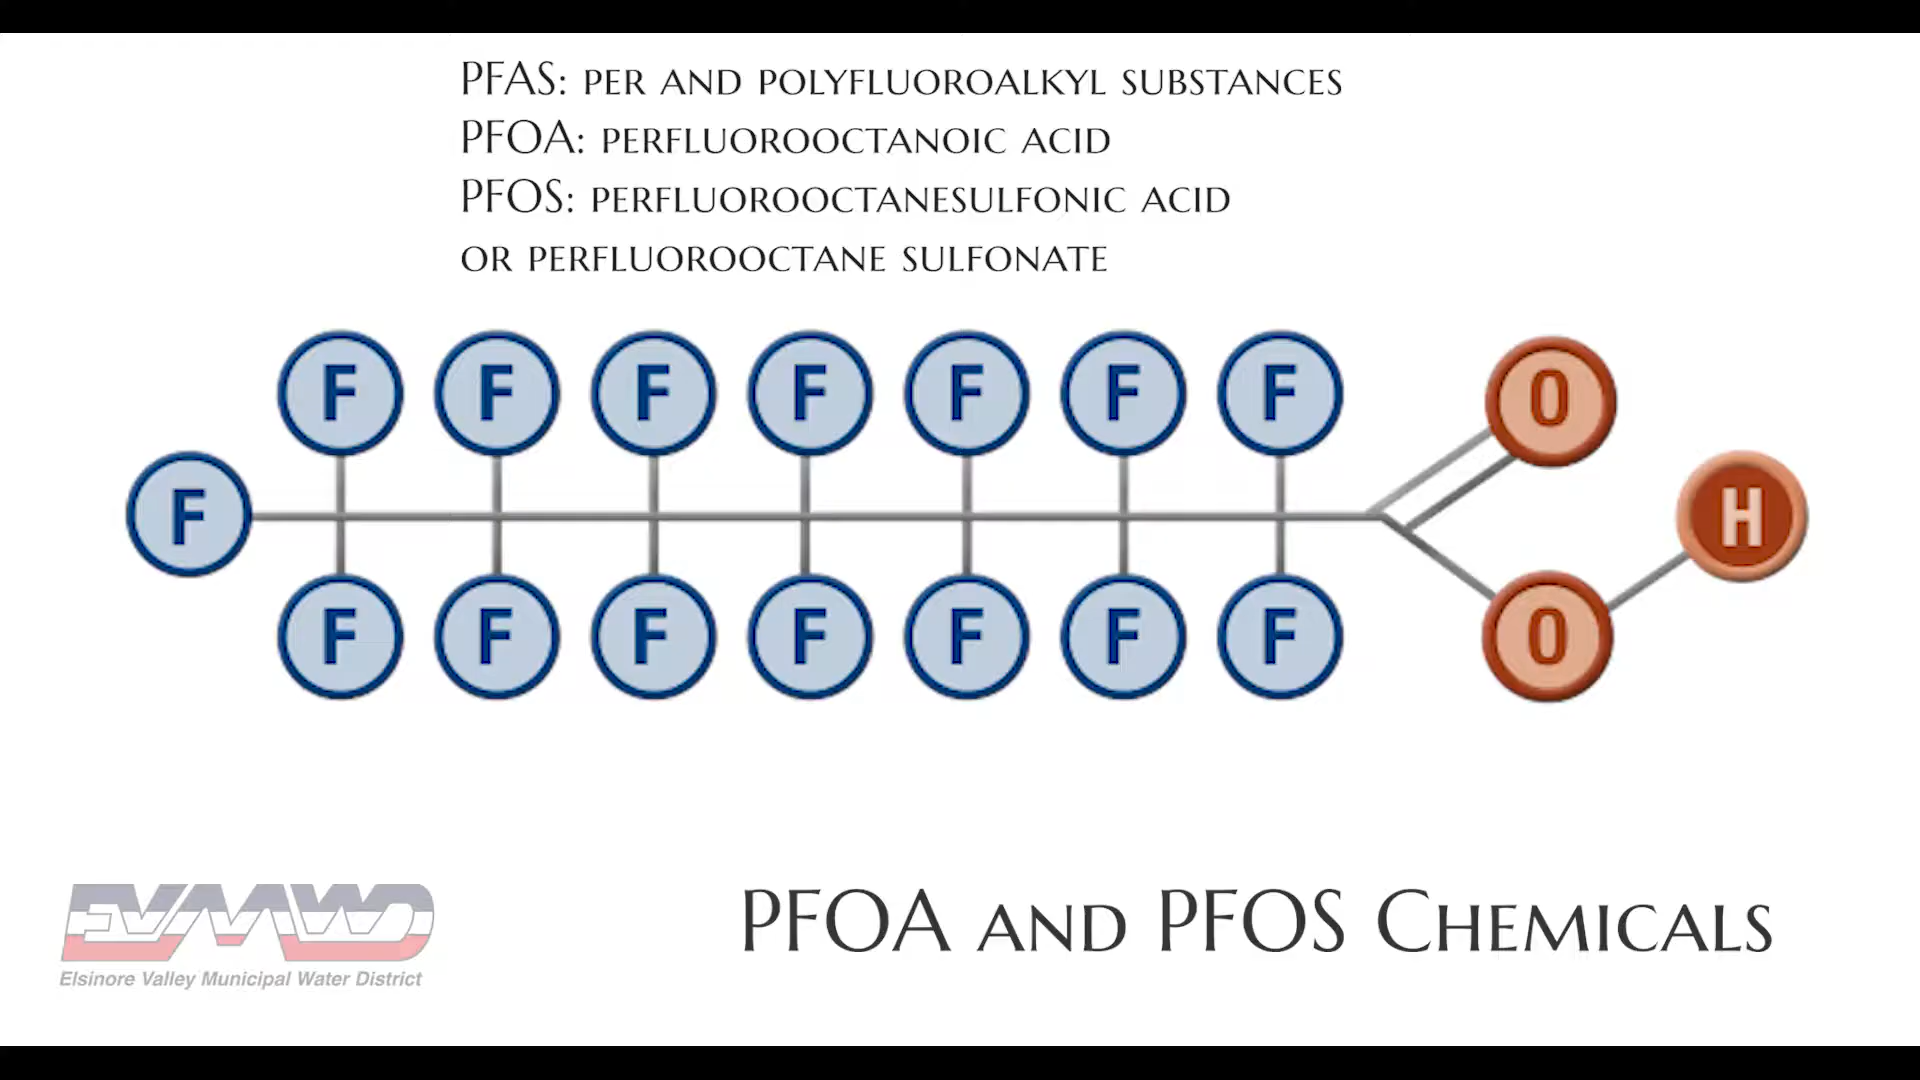 PFAS: PER AND POLYFLUOROALKYL SUBSTANCES
PFOA: PERFLUOROOCTANOIC ACID
PFOS: PERFLUOROOCTANESULFONIC ACID
OR PERFLUOROOCTANE SULFONATE
F F F F F F F O
F H
F F F F F F F O
EVMWD
Elsinore Valley Municipal Water District
PFOA AND PFOS CHEMICALS